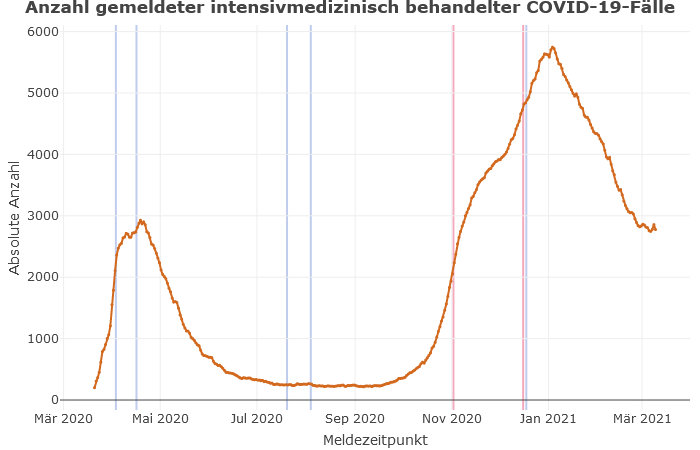 Anzahl gemeldeter intensivmedizinisch behandelter COVID-19-Fälle
6000
5000
4000
3000
2000
1000
0
Absolute Anzahl
Mär 2020 Mai 2020 Jul 2020 Sep 2020 Nov 2020 Jan 2021 Mär 2021
Meldezeitpunkt